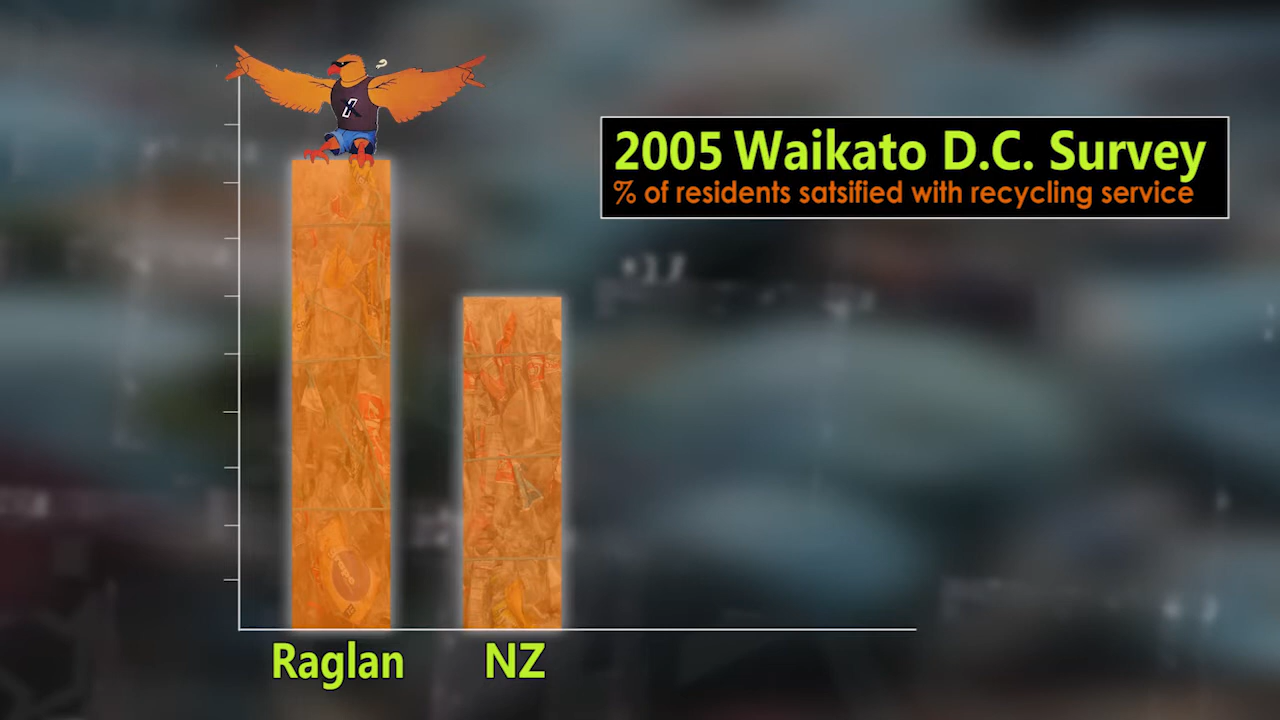 2005 Waikato D.C. Survey
% of residents satsified with recycling service
Raglan
NZ